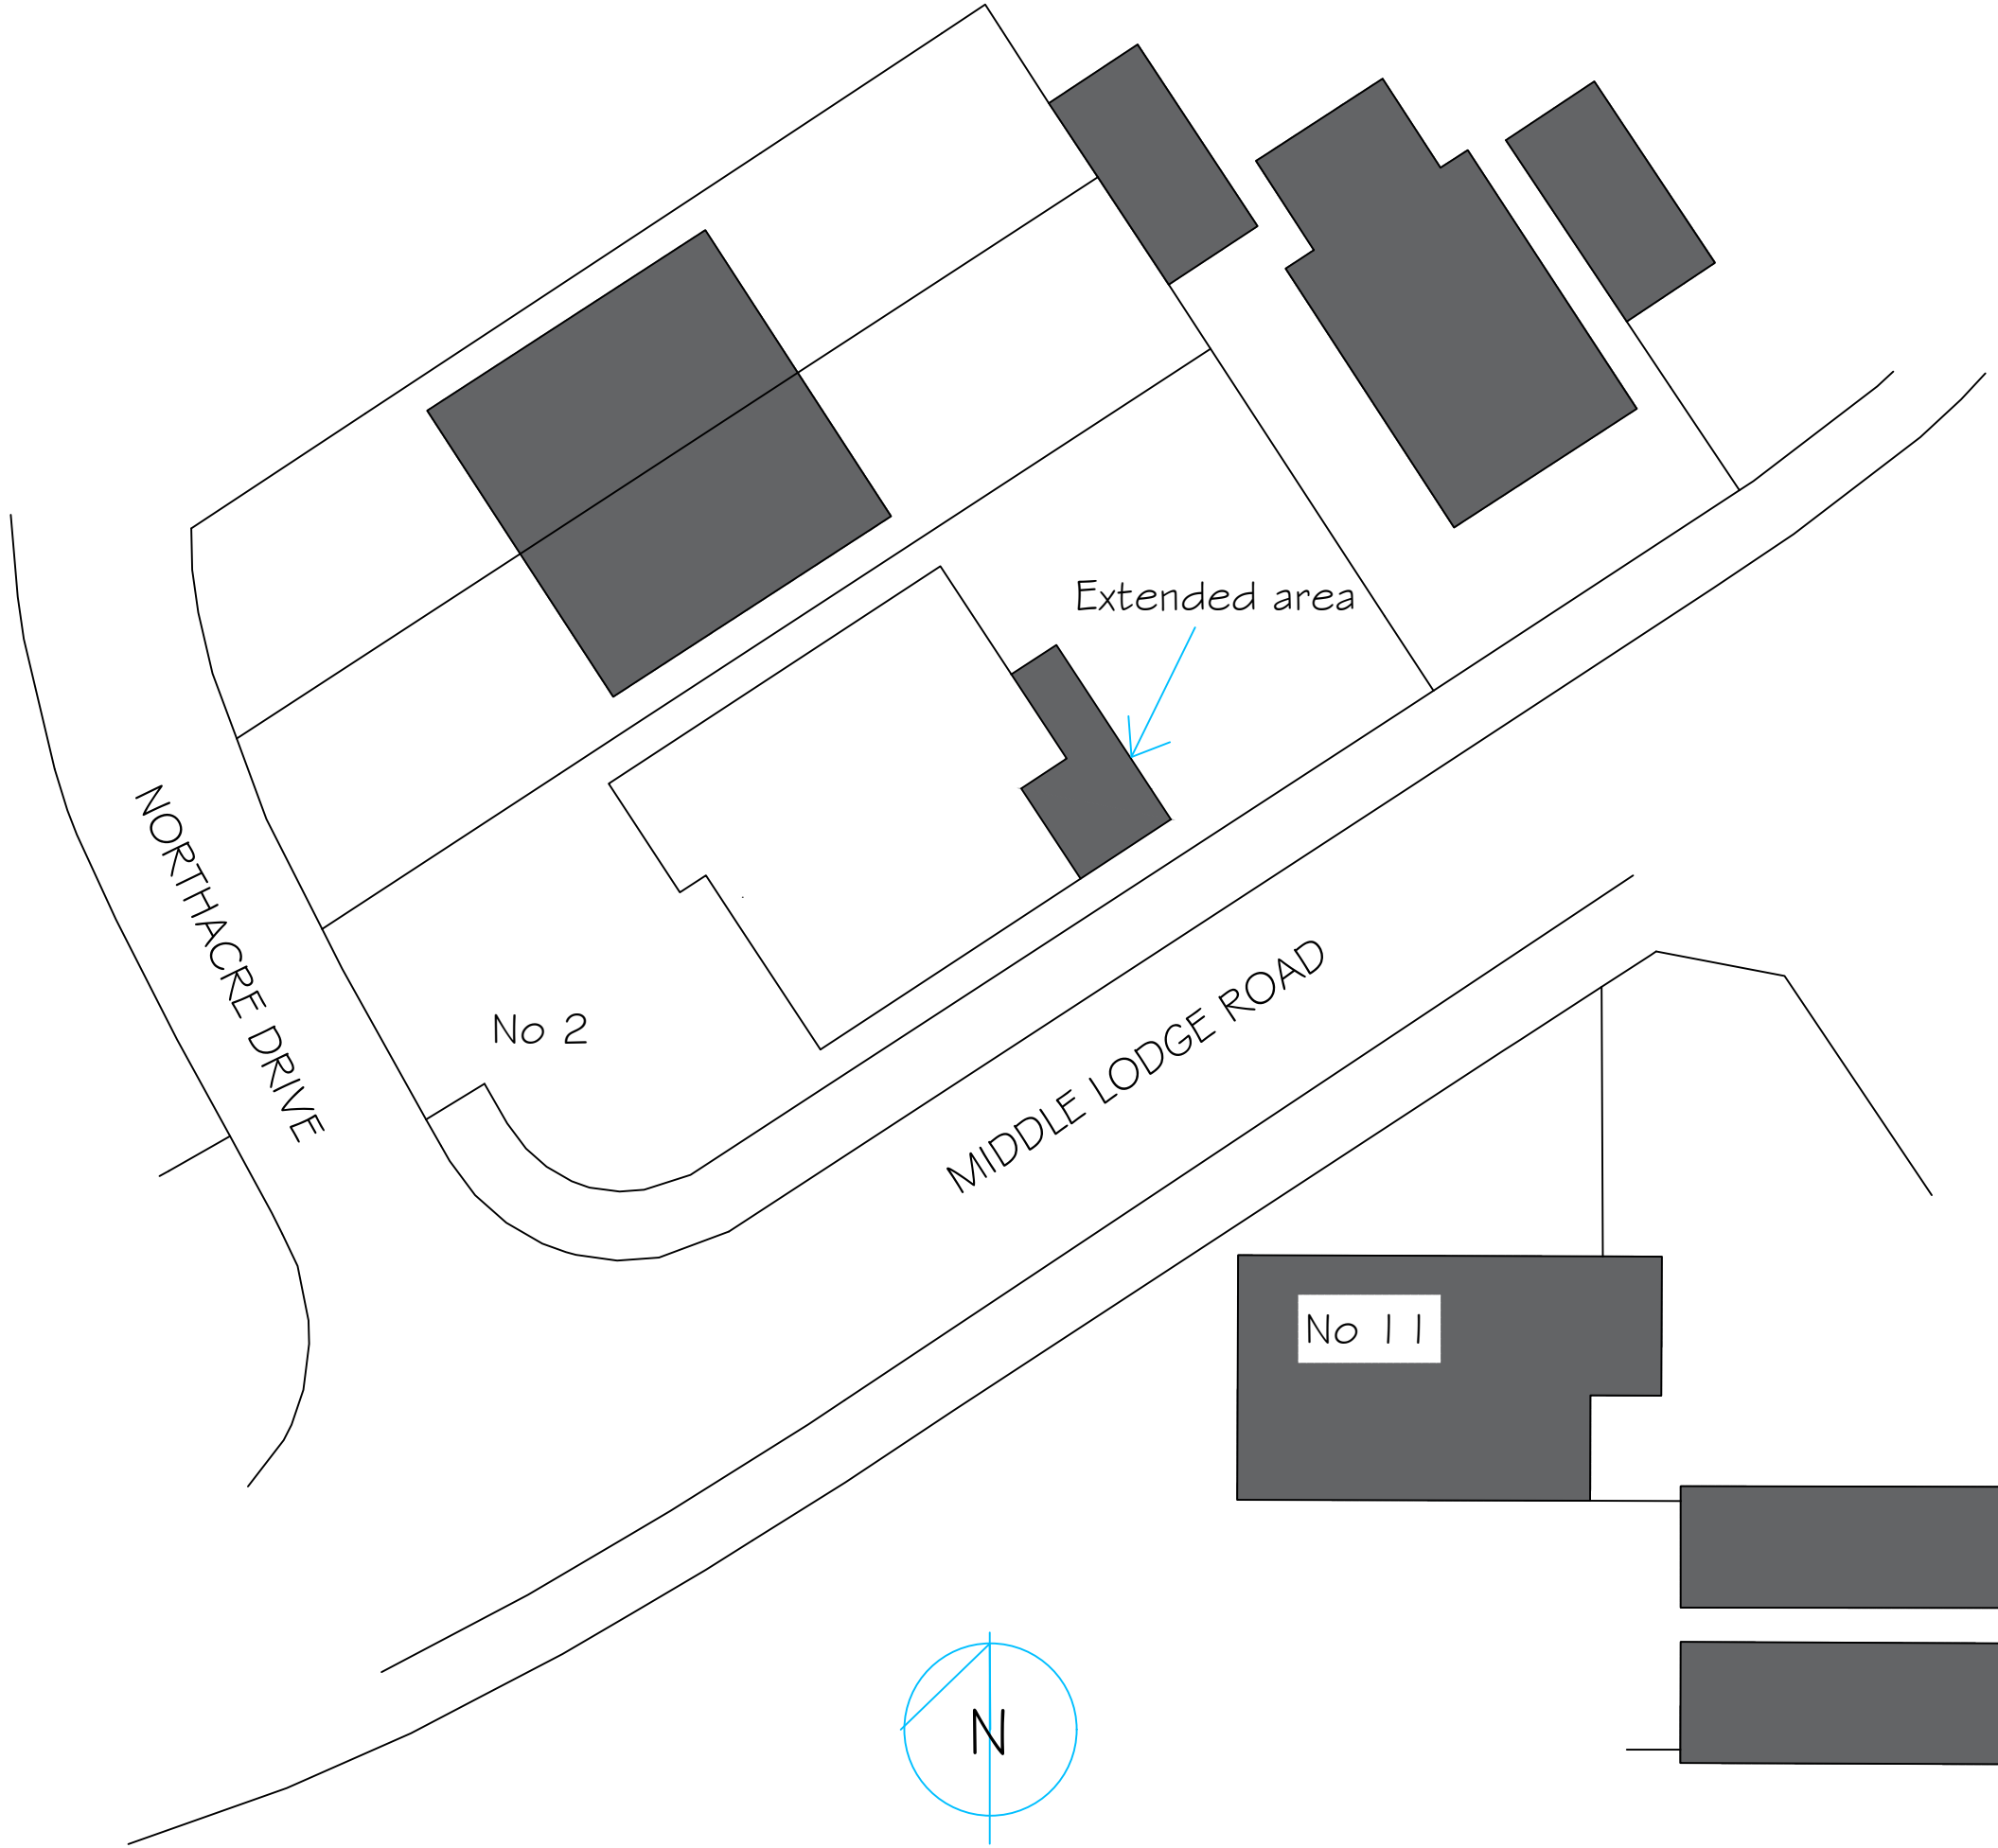 Extended area
NORTHACRE DRIVE
No 2
MIDDLE LODGE ROAD
No 11
N